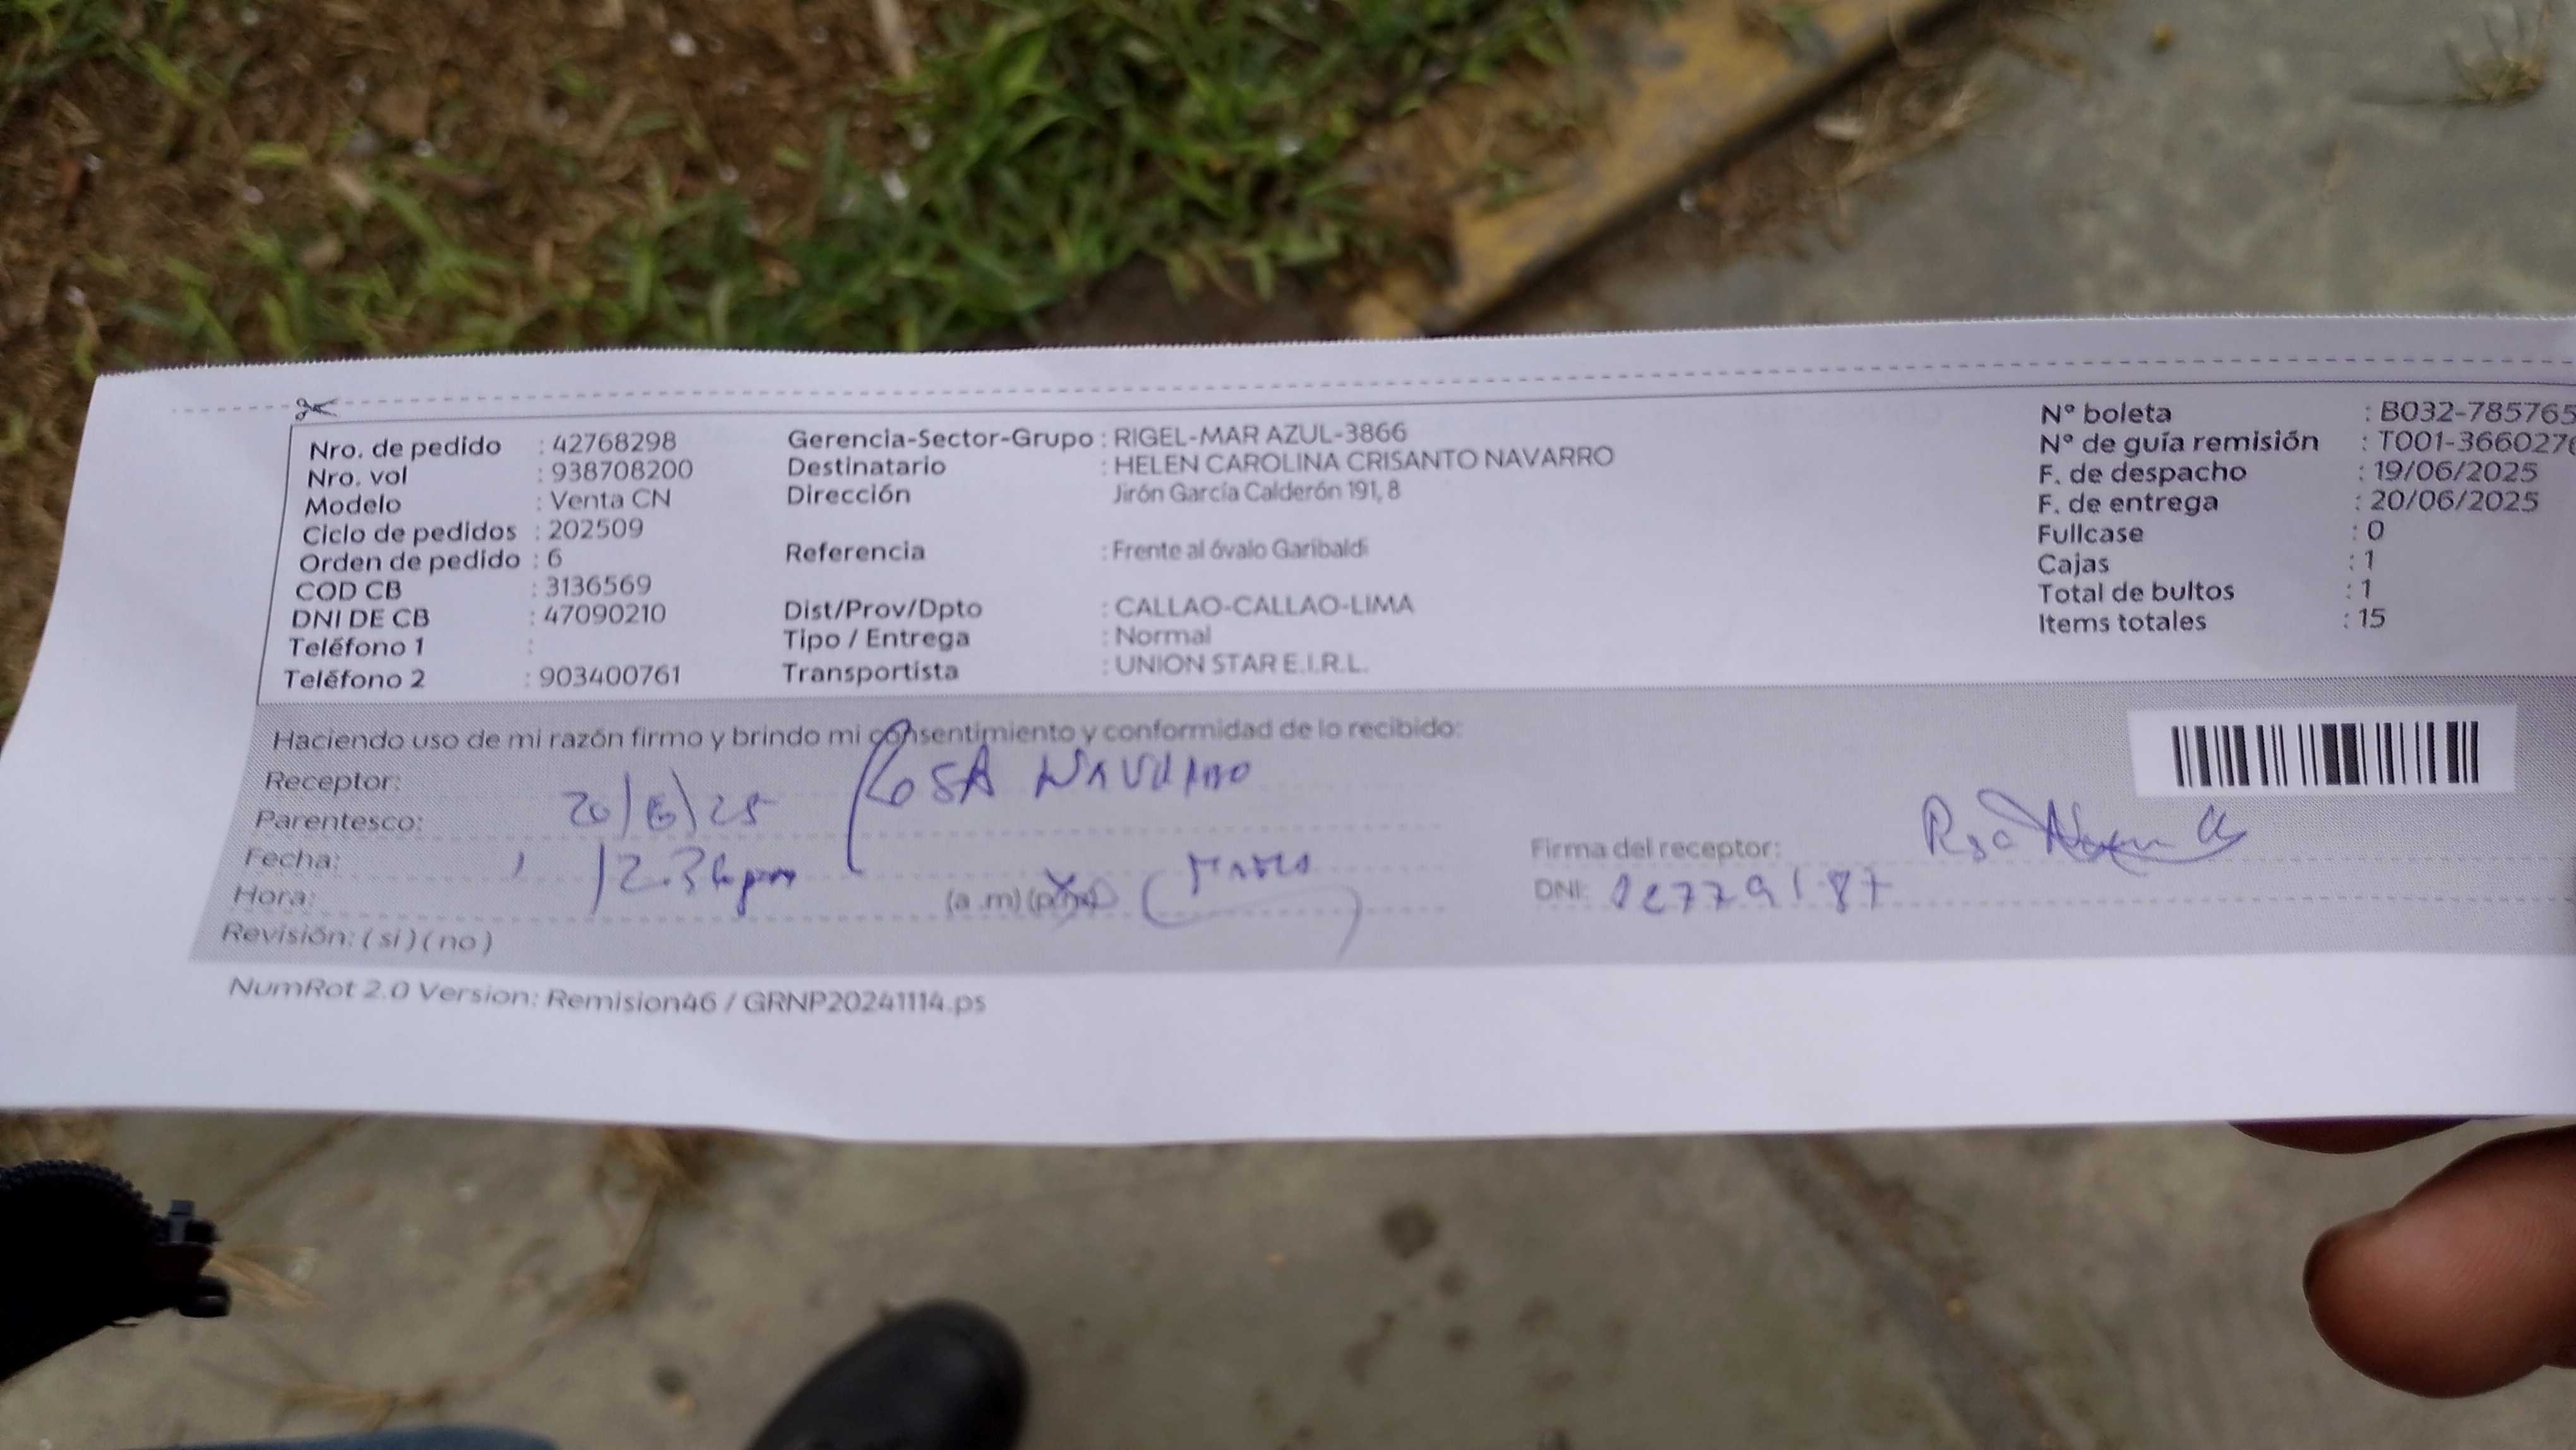 Nro. de pedido : 42768298
Nro. vol : 938708200
Modelo : Venta CN
Ciclo de pedidos : 202509
Orden de pedido : 6
COD CB : 3136569
DNI DE CB : 47090210
Teléfono 1 :
Teléfono 2 : 903400761
Gerencia-Sector-Grupo : RIGEL-MAR AZUL-3866
Destinatario : HELEN CAROLINA CRISANTO NAVARRO
Dirección Jirón García Calderón 191, 8
Referencia : Frente al óvalo Garibaldi
Dist/Prov/Dpto : CALLAO-CALLAO-LIMA
Tipo / Entrega : Normal
Transportista : UNION STAR E.I.R.L.
Nº boleta : B032-785765
Nº de guía remisión : T001-3660276
F. de despacho : 19/06/2025
F. de entrega : 20/06/2025
Fullcase : 0
Cajas : 1
Total de bultos : 1
Items totales : 15
Haciendo uso de mi razón firmo y brindo mi consentimiento y conformidad de lo recibido:
Receptor: ROSA NAVARRO
Parentesco: 20/6/25
Fecha:
Hora: (a .m) (p.m)
Revisión: ( si ) ( no )
Firma del receptor: Rosa
DNI:
NumRot 2.0 Version: Remision46 / GRNP20241114.ps